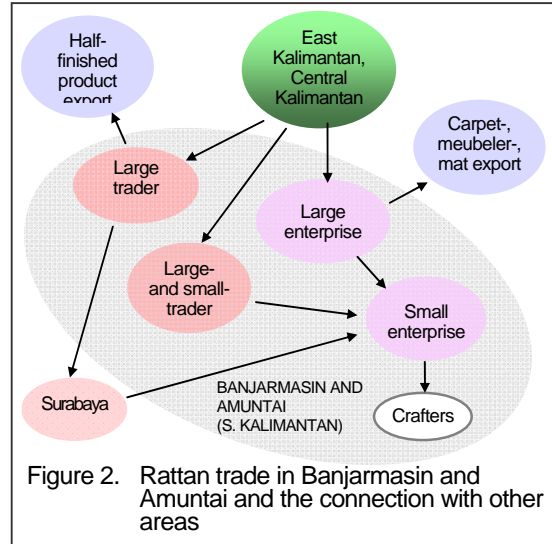 Half-
finished
product
export
East
Kalimantan,
Central
Kalimantan
Carpet-,
meubeler-,
mat export
Large
trader
Large
enterprise
Large-
and small-
trader
Small
enterprise
Surabaya
BANJARMASIN AND
AMUNTAI
(S. KALIMANTAN)
Crafters
Figure 2. Rattan trade in Banjarmasin and
Amuntai and the connection with other
areas